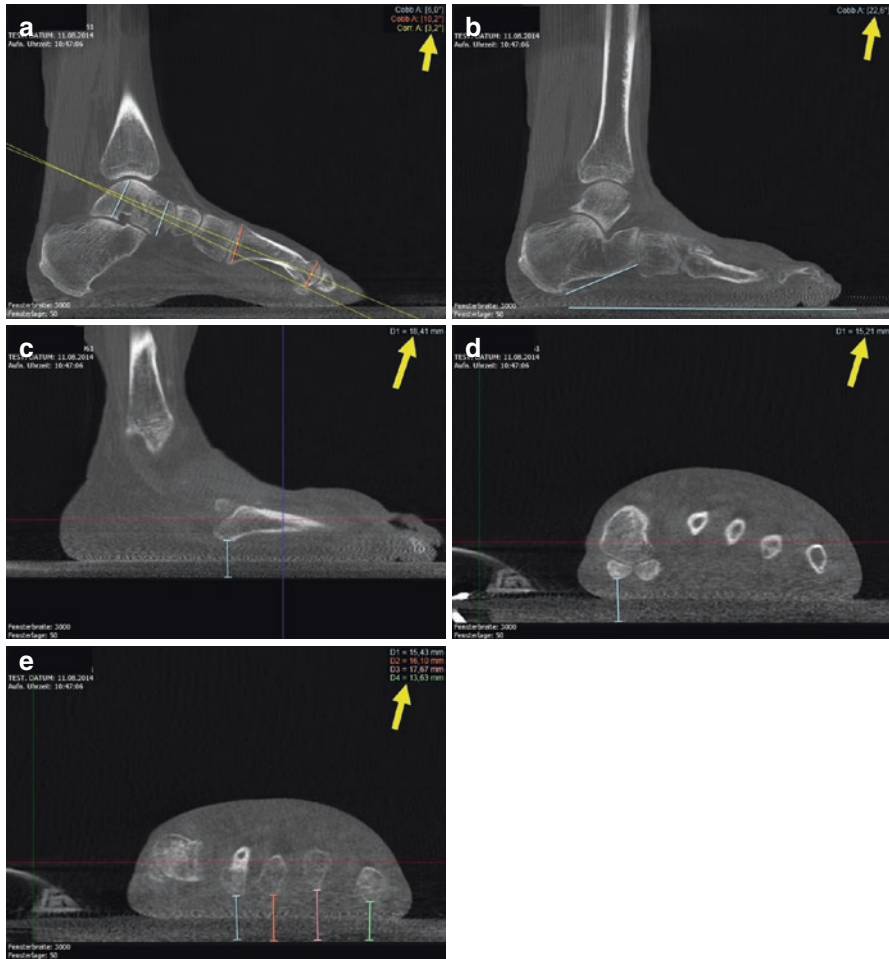 a
Cobb A: [6,0°]
Cobb A: [10,2°]
Corr A: [3,2°]
TEST. DATUM: 11.08.2014
Aufn. Uhrzeit: 10:47:06
Fensterbreite: 3000
Fensterlage: 50
b
Cobb A: [22,6°]
TEST. DATUM: 11.08.2014
Aufn. Uhrzeit: 10:47:06
Fensterbreite: 3000
Fensterlage: 50
c
D1 = 18,41 mm
TEST. DATUM: 11.08.2014
Aufn. Uhrzeit: 10:47:06
Fensterbreite: 3000
Fensterlage: 50
d
D1 = 15,21 mm
TEST. DATUM: 11.08.2014
Aufn. Uhrzeit: 10:47:06
Fensterbreite: 3000
Fensterlage: 50
e
D1 = 15,43 mm
D2 = 16,10 mm
D3 = 17,67 mm
D4 = 13,63 mm
TEST. DATUM: 11.08.2014
Aufn. Uhrzeit: 10:47:06
Fensterbreite: 3000
Fensterlage: 50